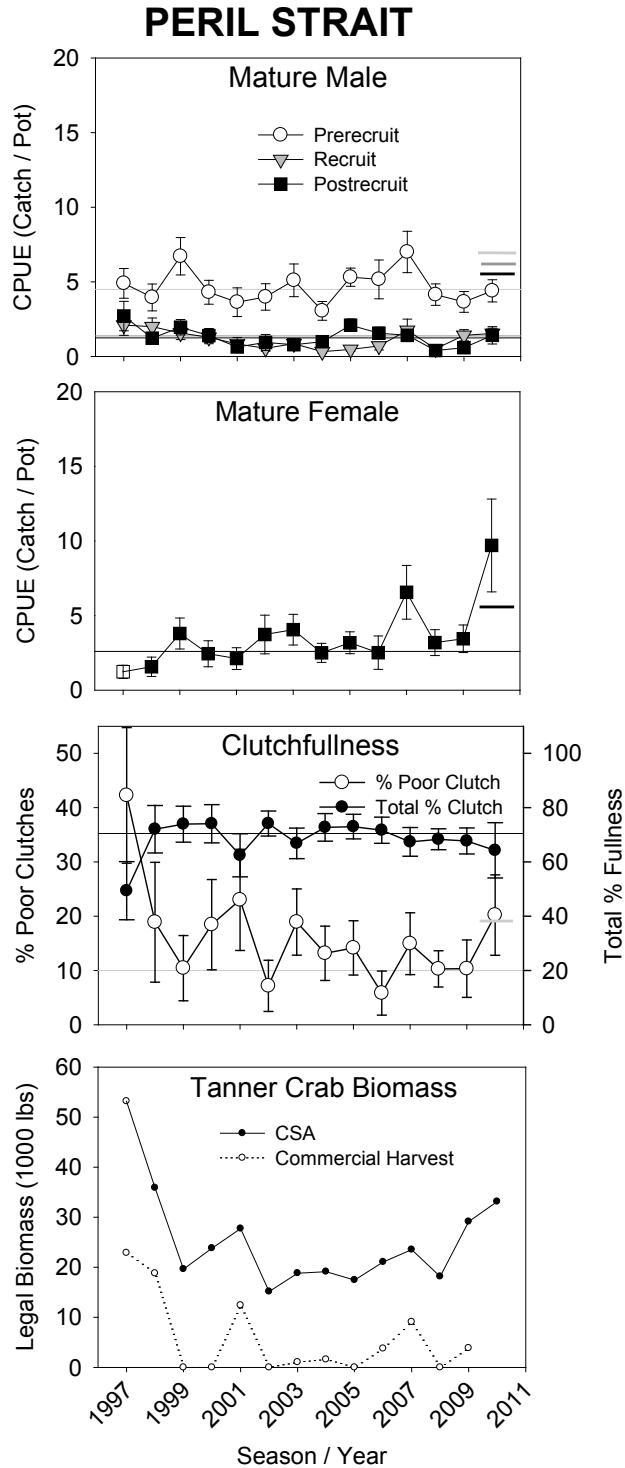 PERIL STRAIT
Mature Male
CPUE (Catch / Pot)
20
15
10
5
0
Prerecruit
Recruit
Postrecruit
Mature Female
CPUE (Catch / Pot)
20
15
10
5
0
Clutchfullness
% Poor Clutches
50
40
30
20
10
0
% Poor Clutch
Total % Clutch
100
80
60
40
20
0
Total % Fullness
Tanner Crab Biomass
Legal Biomass (1000 lbs)
60
50
40
30
20
10
0
CSA
Commercial Harvest
1997
1999
2001
2003
2005
2007
2009
2011
Season / Year